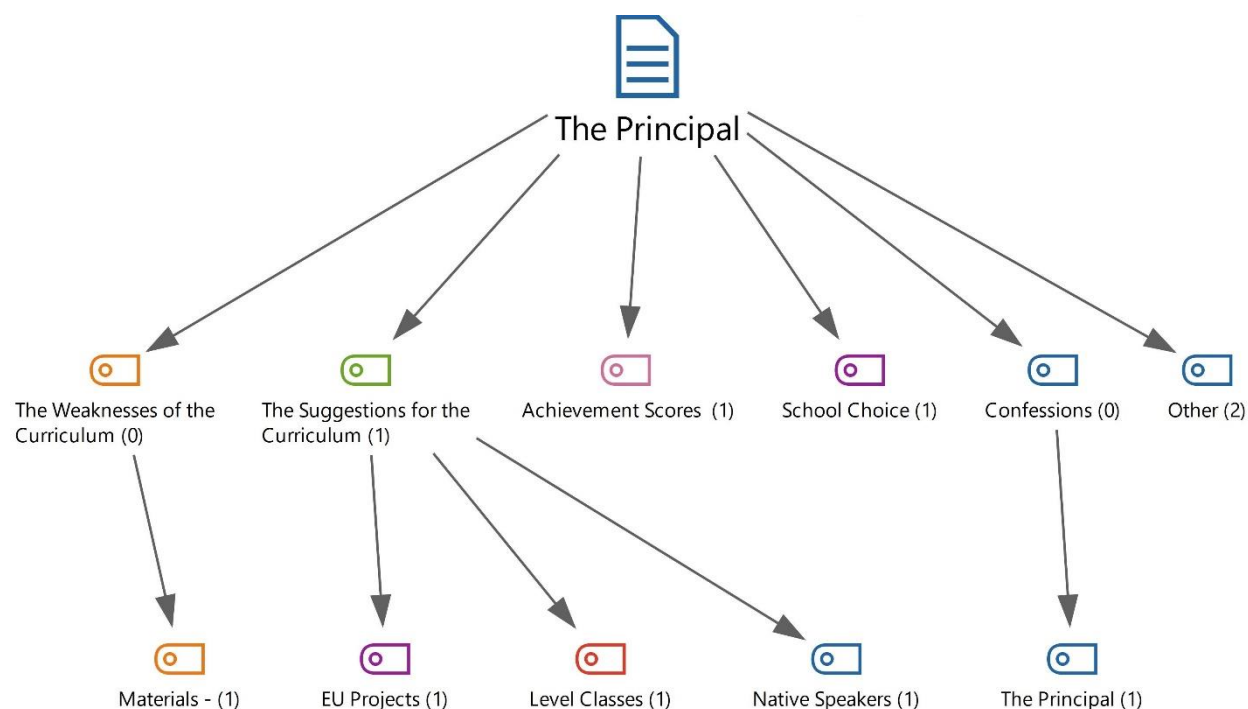 The Principal
The Weaknesses of the
Curriculum (0)
The Suggestions for the
Curriculum (1)
Achievement Scores (1)
School Choice (1)
Confessions (0)
Other (2)
Materials - (1)
EU Projects (1)
Level Classes (1)
Native Speakers (1)
The Principal (1)